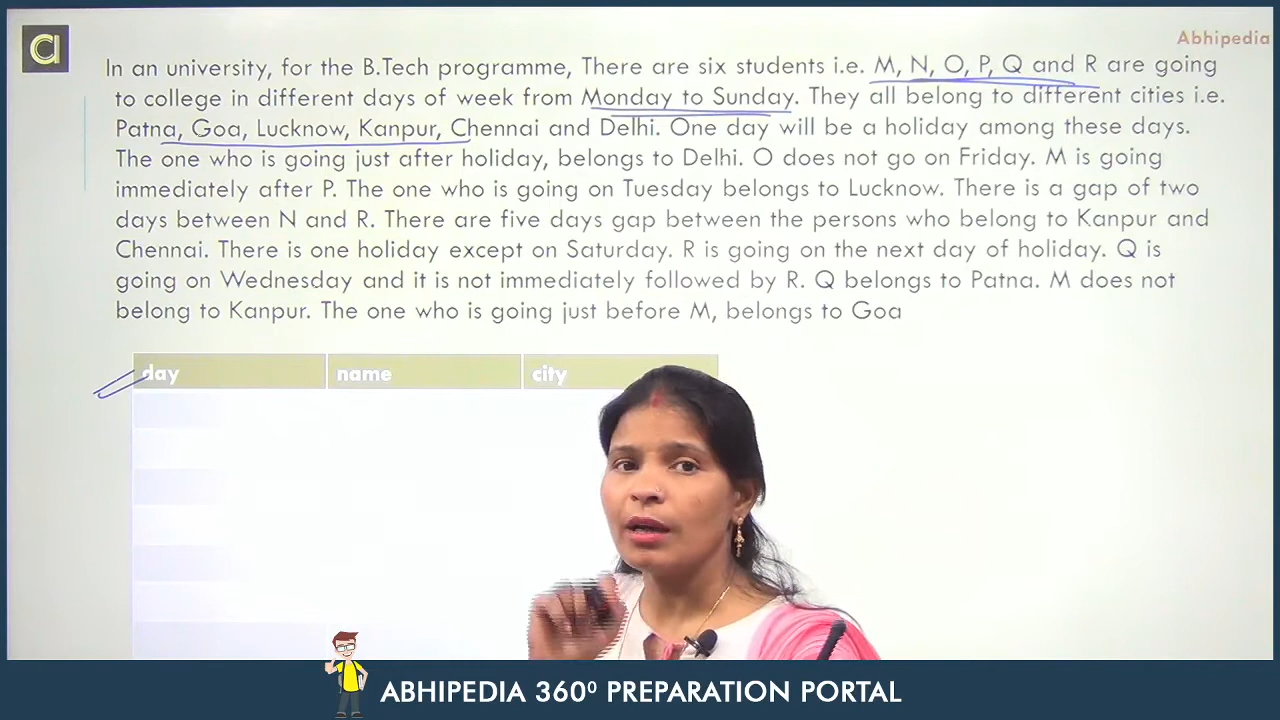 a
Abhipedia
In an university, for the B.Tech programme, There are six students i.e. M, N, O, P, Q and R are going
to college in different days of week from Monday to Sunday. They all belong to different cities i.e.
Patna, Goa, Lucknow, Kanpur, Chennai and Delhi. One day will be a holiday among these days.
The one who is going just after holiday, belongs to Delhi. O does not go on Friday. M is going
immediately after P. The one who is going on Tuesday belongs to Lucknow. There is a gap of two
days between N and R. There are five days gap between the persons who belong to Kanpur and
Chennai. There is one holiday except on Saturday. R is going on the next day of holiday. Q is
going on Wednesday and it is not immediately followed by R. Q belongs to Patna. M does not
belong to Kanpur. The one who is going just before M, belongs to Goa
day name city
ABHIPEDIA 360⁰ PREPARATION PORTAL